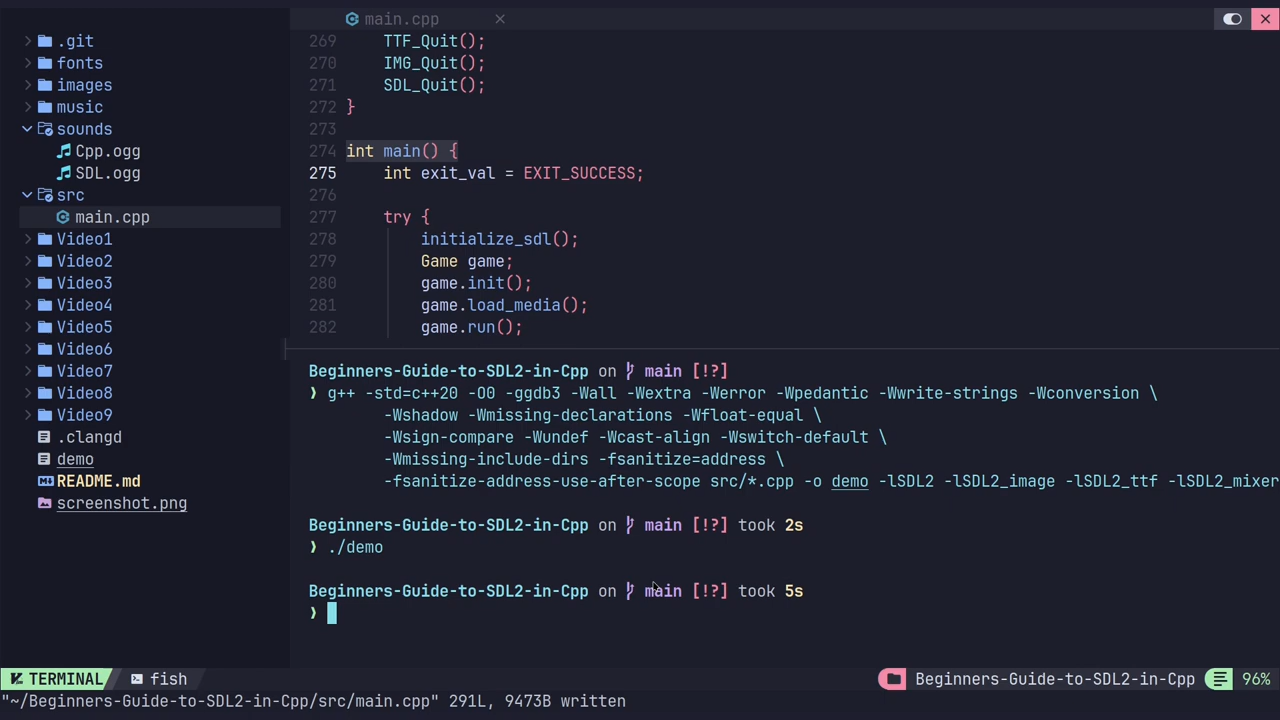 main.cpp
.git
fonts
images
music
sounds
Cpp.ogg
SDL.ogg
src
main.cpp
Video1
Video2
Video3
Video4
Video5
Video6
Video7
Video8
Video9
.clangd
demo
README.md
screenshot.png
269 TTF_Quit();
270 IMG_Quit();
271 SDL_Quit();
272 }
273
274 int main() {
275 int exit_val = EXIT_SUCCESS;
276
277 try {
278 initialize_sdl();
279 Game game;
280 game.init();
281 game.load_media();
282 game.run();
Beginners-Guide-to-SDL2-in-Cpp on main [!?]
❯ g++ -std=c++20 -O0 -ggdb3 -Wall -Wextra -Werror -Wpedantic -Wwrite-strings -Wconversion \
-Wshadow -Wmissing-declarations -Wfloat-equal \
-Wsign-compare -Wundef -Wcast-align -Wswitch-default \
-Wmissing-include-dirs -fsanitize=address \
-fsanitize-address-use-after-scope src/*.cpp -o demo -lSDL2 -lSDL2_image -lSDL2_ttf -lSDL2_mixer
Beginners-Guide-to-SDL2-in-Cpp on main [!?] took 2s
❯ ./demo
Beginners-Guide-to-SDL2-in-Cpp on main [!?] took 5s
❯
TERMINAL fish Beginners-Guide-to-SDL2-in-Cpp 96%
"~/Beginners-Guide-to-SDL2-in-Cpp/src/main.cpp" 291L, 9473B written